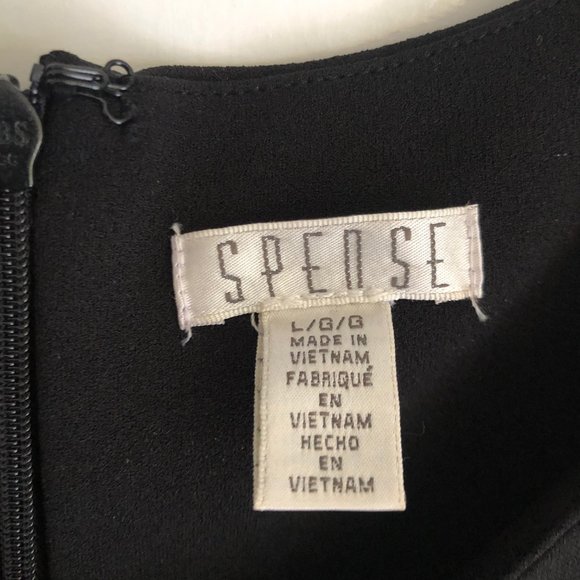 SPENSE
L/G/G
MADE IN
VIETNAM
FABRIQUÉ
EN
VIETNAM
HECHO
EN
VIETNAM